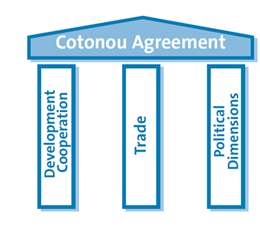 Cotonou Agreement
Development
Cooperation
Trade
Political
Dimensions